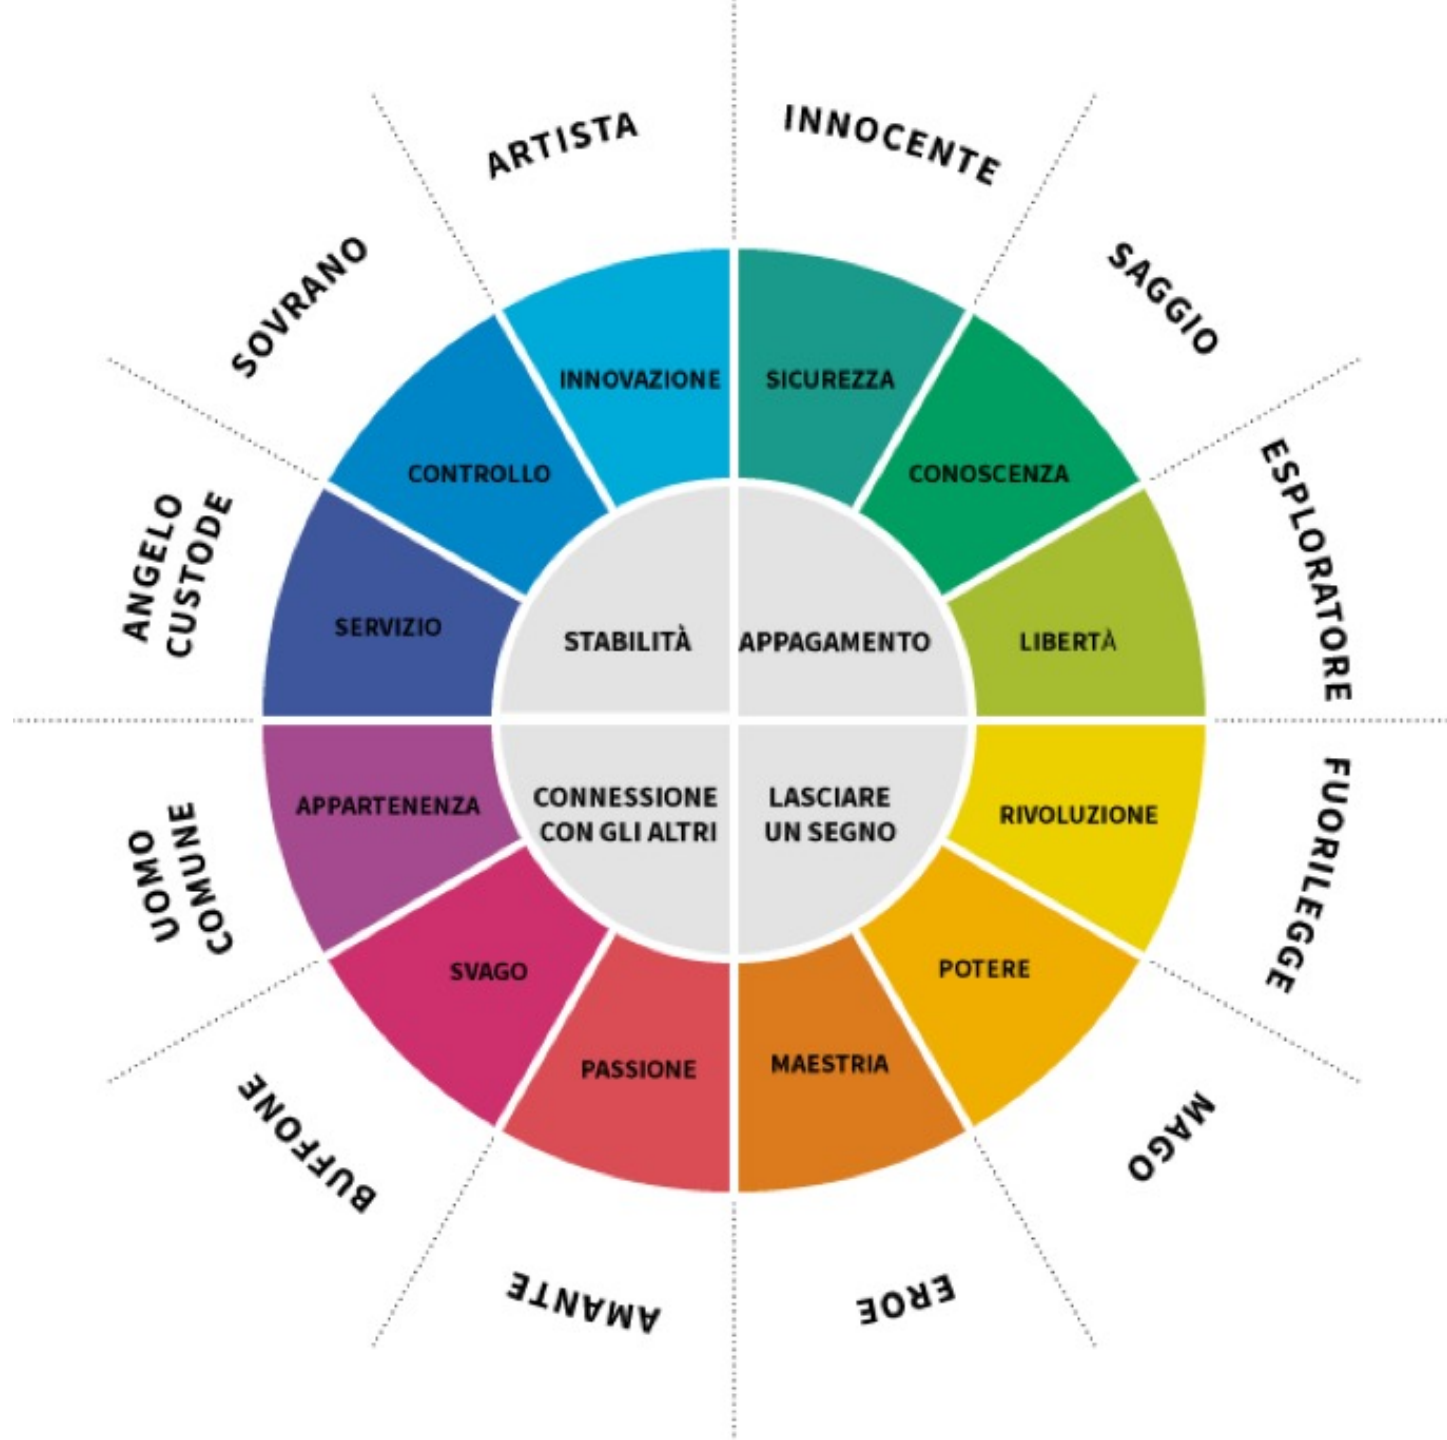 ARTISTA
INNOCENTE
SOVRANO
SAGGIO
ANGELO
CUSTODE
ESPLORATORE
INNOVAZIONE
SICUREZZA
CONTROLLO
CONOSCENZA
SERVIZIO
STABILITÀ
APPAGAMENTO
LIBERTÀ
APPARTENENZA
CONNESSIONE
CON GLI ALTRI
LASCIARE
UN SEGNO
RIVOLUZIONE
SVAGO
POTERE
PASSIONE
MAESTRIA
UOMO
COMUNE
FUORILEGGE
BUFFONE
MAGO
AMANTE
EROE